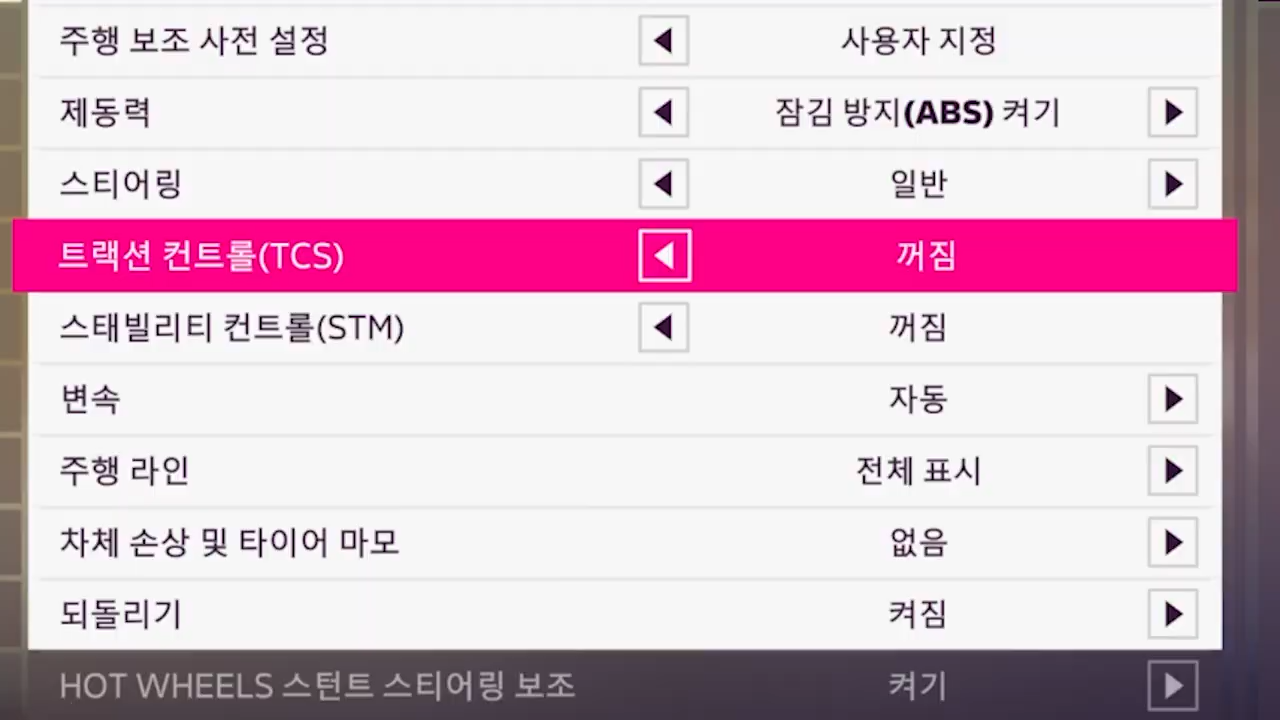 주행 보조 사전 설정 사용자 지정
제동력 잠김 방지(ABS) 켜기
스티어링 일반
트랙션 컨트롤(TCS) 꺼짐
스태빌리티 컨트롤(STM) 꺼짐
변속 자동
주행 라인 전체 표시
차체 손상 및 타이어 마모 없음
되돌리기 켜짐
HOT WHEELS 스턴트 스티어링 보조 켜기